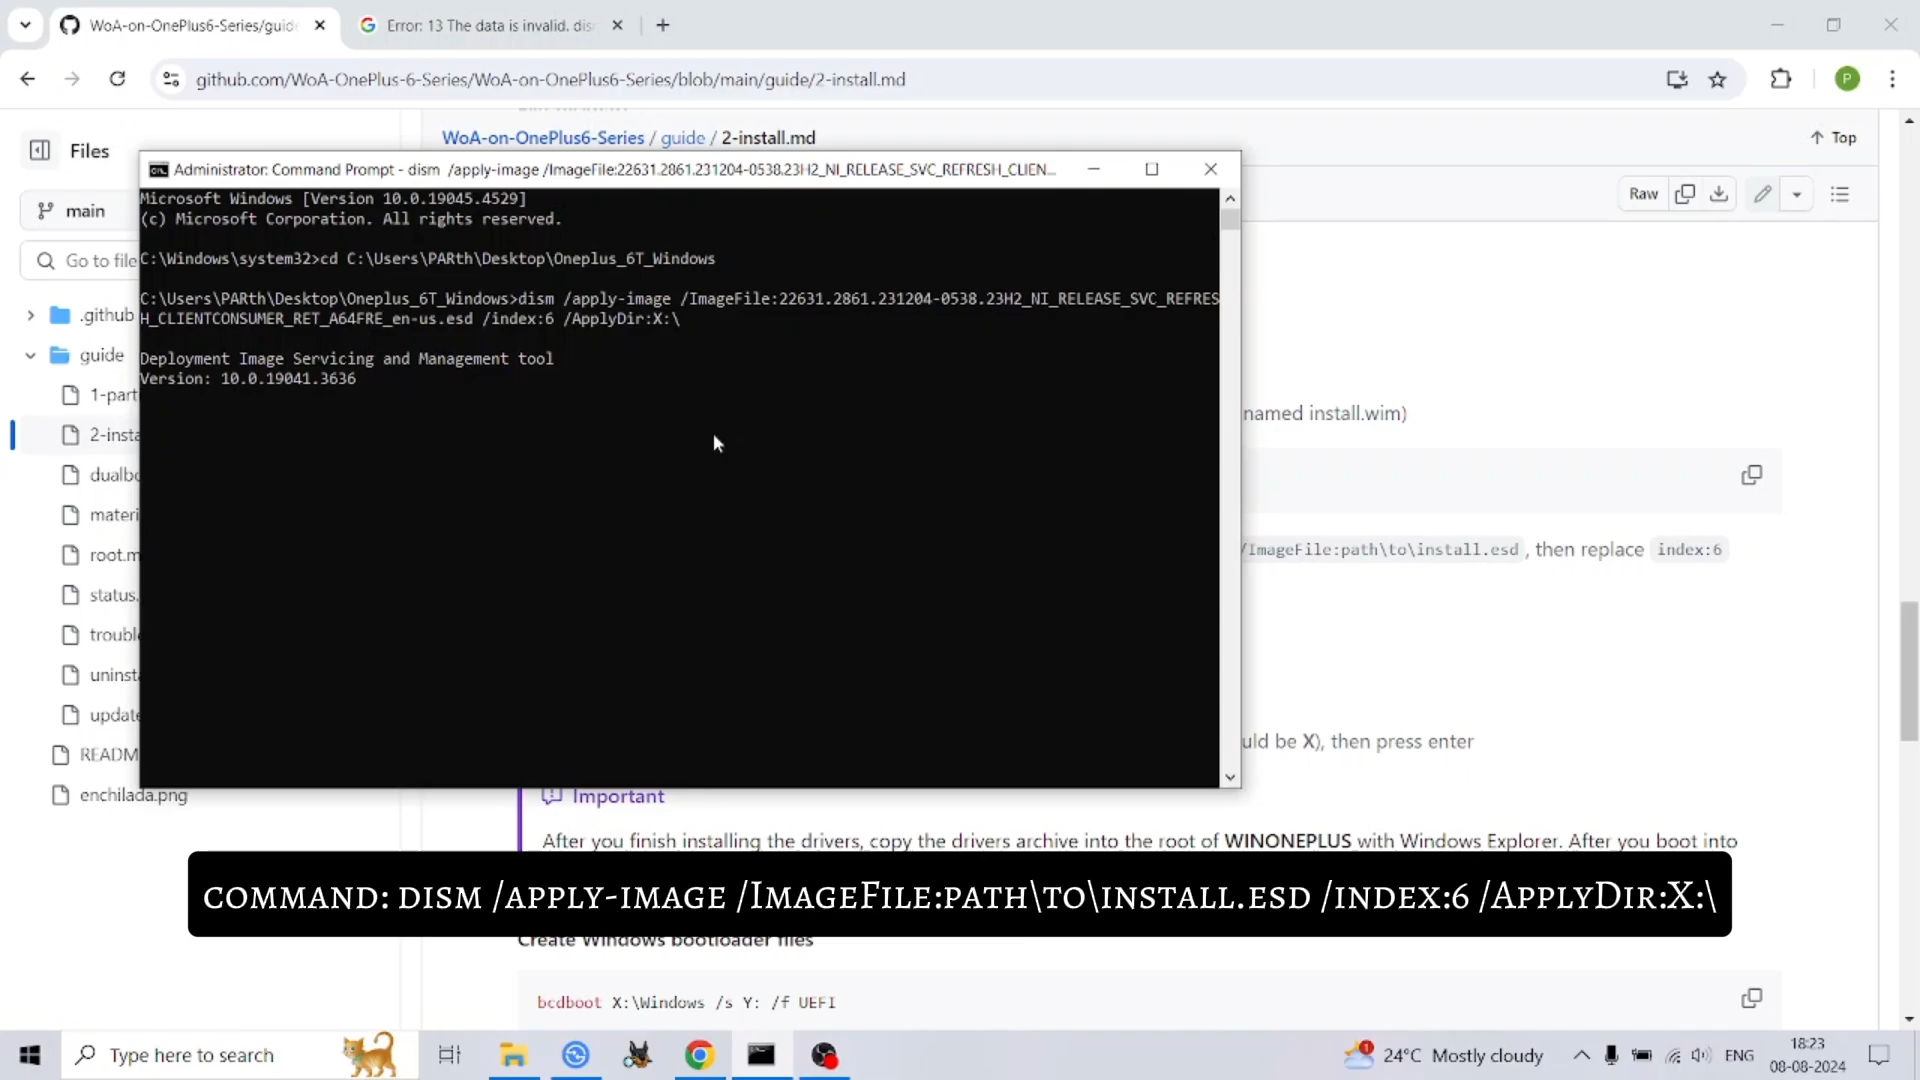 WoA-on-OnePlus6-Series/guid
Error: 13 The data is invalid. dis
github.com/WoA-OnePlus-6-Series/WoA-on-OnePlus6-Series/blob/main/guide/2-install.md
P
Files
WoA-on-OnePlus6-Series / guide / 2-install.md
Top
main
Raw
Go to file
.github
guide
1-part
2-insta
dualbo
materi
root.m
status.
troubl
uninst
update
READM
enchilada.png
Administrator: Command Prompt - dism /apply-image /ImageFile:22631.2861.231204-0538.23H2_NI_RELEASE_SVC_REFRESH_CLIEN...
Microsoft Windows [Version 10.0.19045.4529]
(c) Microsoft Corporation. All rights reserved.
C:\Windows\system32>cd C:\Users\PARth\Desktop\Oneplus_6T_Windows
C:\Users\PARth\Desktop\Oneplus_6T_Windows>dism /apply-image /ImageFile:22631.2861.231204-0538.23H2_NI_RELEASE_SVC_REFRES
H_CLIENTCONSUMER_RET_A64FRE_en-us.esd /index:6 /ApplyDir:X:\
Deployment Image Servicing and Management tool
Version: 10.0.19041.3636
named install.wim)
/ImageFile:path\to\install.esd, then replace index:6
uld be X), then press enter
Important
After you finish installing the drivers, copy the drivers archive into the root of WINONEPLUS with Windows Explorer. After you boot into
COMMAND: DISM /APPLY-IMAGE /IMAGEFILE:PATH\TO\INSTALL.ESD /INDEX:6 /APPLYDIR:X:\
Create Windows bootloader files
bcdboot X:\Windows /s Y: /f UEFI
Type here to search
1
24°C Mostly cloudy
ENG
18:23
08-08-2024